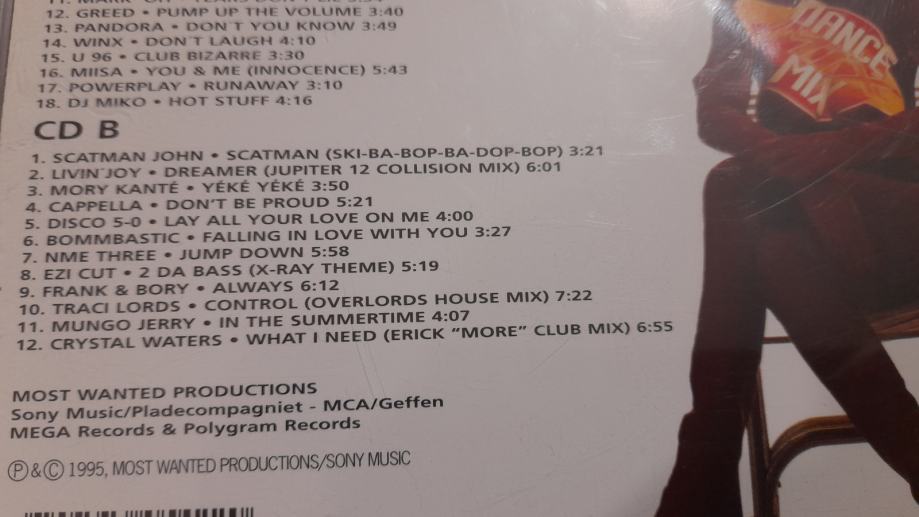 12. GREED • PUMP UP THE VOLUME 3:40
13. PANDORA • DON'T YOU KNOW 3:49
14. WINX • DON'T LAUGH 4:10
15. U 96 • CLUB BIZARRE 3:30
16. MIISA • YOU & ME (INNOCENCE) 5:43
17. POWERPLAY • RUNAWAY 3:10
18. DJ MIKO • HOT STUFF 4:16
CD B
1. SCATMAN JOHN • SCATMAN (SKI-BA-BOP-BA-DOP-BOP) 3:21
2. LIVIN'JOY • DREAMER (JUPITER 12 COLLISION MIX) 6:01
3. MORY KANTÉ • YÉKÉ YÉKÉ 3:50
4. CAPPELLA • DON'T BE PROUD 5:21
5. DISCO 5-0 • LAY ALL YOUR LOVE ON ME 4:00
6. BOMMBASTIC • FALLING IN LOVE WITH YOU 3:27
7. NME THREE • JUMP DOWN 5:58
8. EZI CUT • 2 DA BASS (X-RAY THEME) 5:19
9. FRANK & BORY • ALWAYS 6:12
10. TRACI LORDS • CONTROL (OVERLORDS HOUSE MIX) 7:22
11. MUNGO JERRY • IN THE SUMMERTIME 4:07
12. CRYSTAL WATERS • WHAT I NEED (ERICK "MORE" CLUB MIX) 6:55
MOST WANTED PRODUCTIONS
Sony Music/Pladecompagniet - MCA/Geffen
MEGA Records & Polygram Records
Ⓟ&© 1995, MOST WANTED PRODUCTIONS/SONY MUSIC
DANCE
MIX